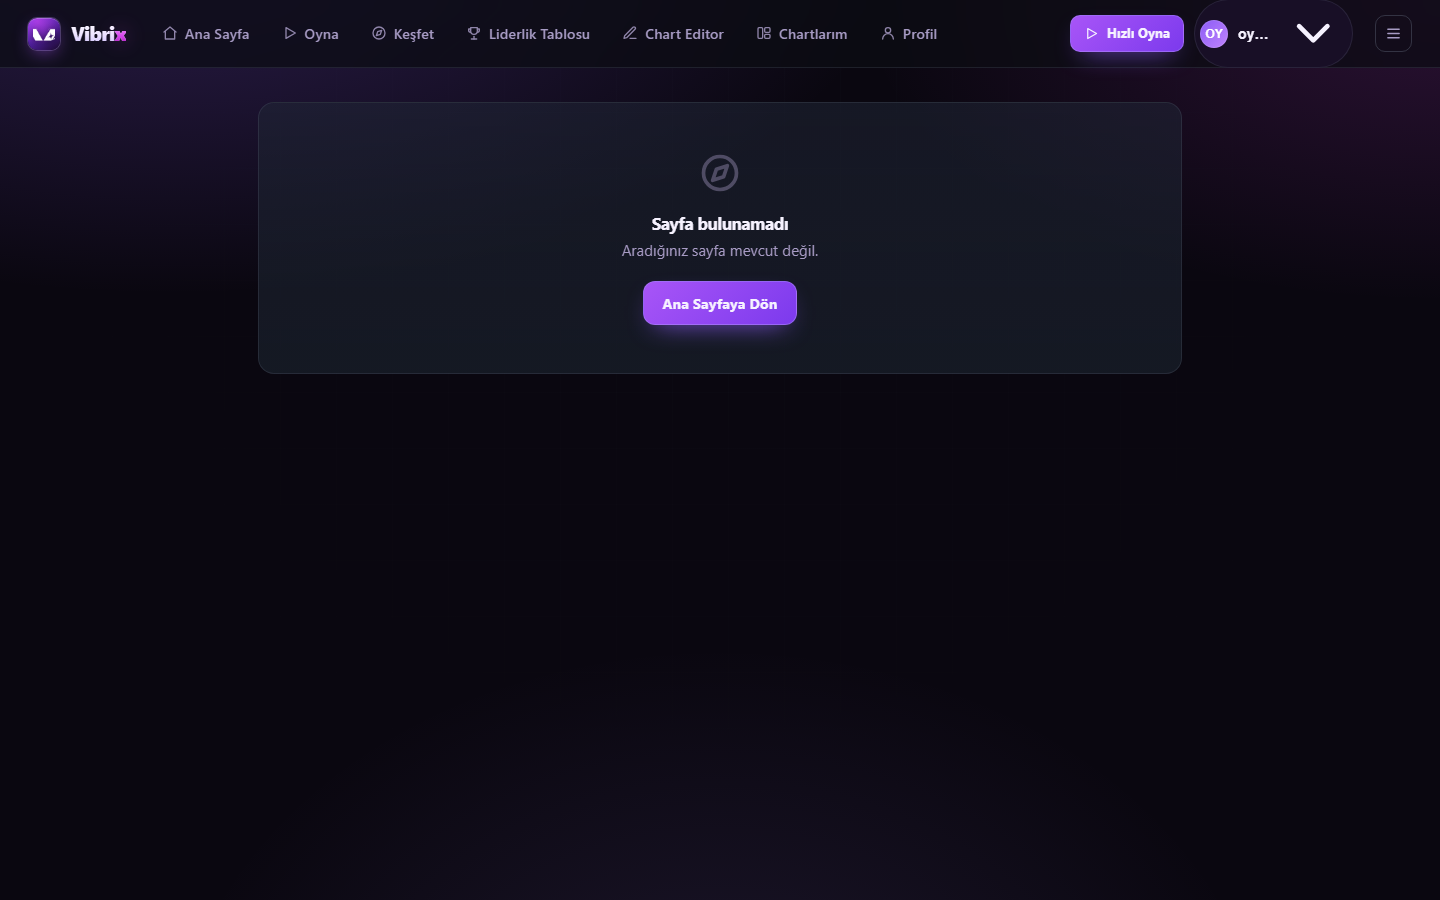 Vibrix
Ana Sayfa
Oyna
Keşfet
Liderlik Tablosu
Chart Editor
Chartlarım
Profil
Hızlı Oyna
OY
oy...
Sayfa bulunamadı
Aradığınız sayfa mevcut değil.
Ana Sayfaya Dön